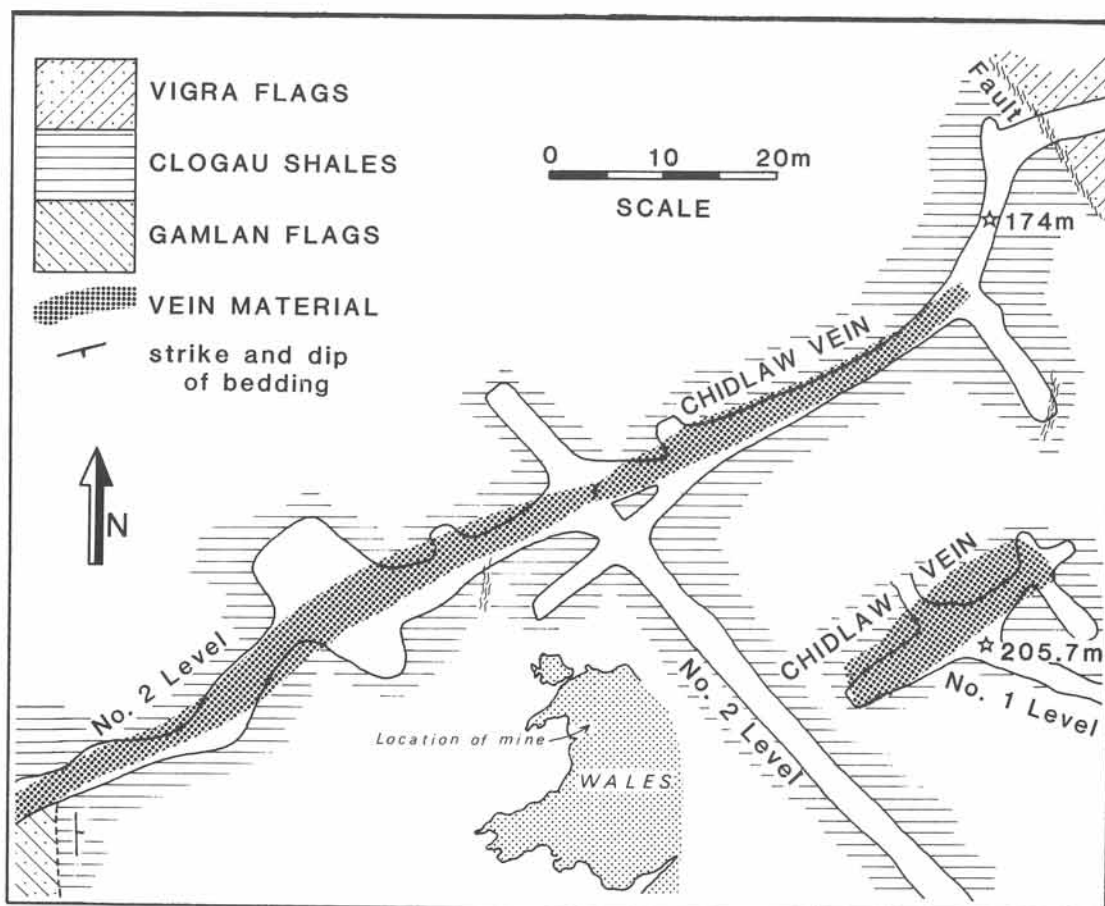 VIGRA FLAGS
CLOGAU SHALES
GAMLAN FLAGS
VEIN MATERIAL
strike and dip
of bedding
0 10 20m
SCALE
Fault
174m
CHIDLAW VEIN
N
No. 2 Level
CHIDLAW VEIN
205.7m
No. 1 Level
No. 2 Level
Location of mine
WALES